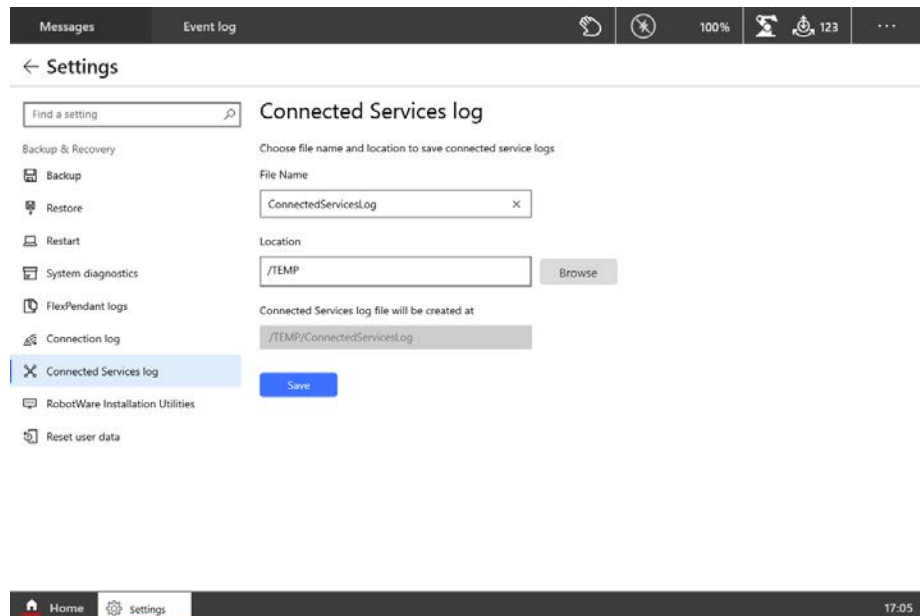 Messages Event log 100% 123 ···
← Settings
Find a setting
Backup & Recovery
Backup
Restore
Restart
System diagnostics
FlexPendant logs
Connection log
Connected Services log
RobotWare Installation Utilities
Reset user data
Connected Services log
Choose file name and location to save connected service logs
File Name
ConnectedServicesLog ×
Location
/TEMP Browse
Connected Services log file will be created at
/TEMP/ConnectedServicesLog
Save
Home Settings 17:05